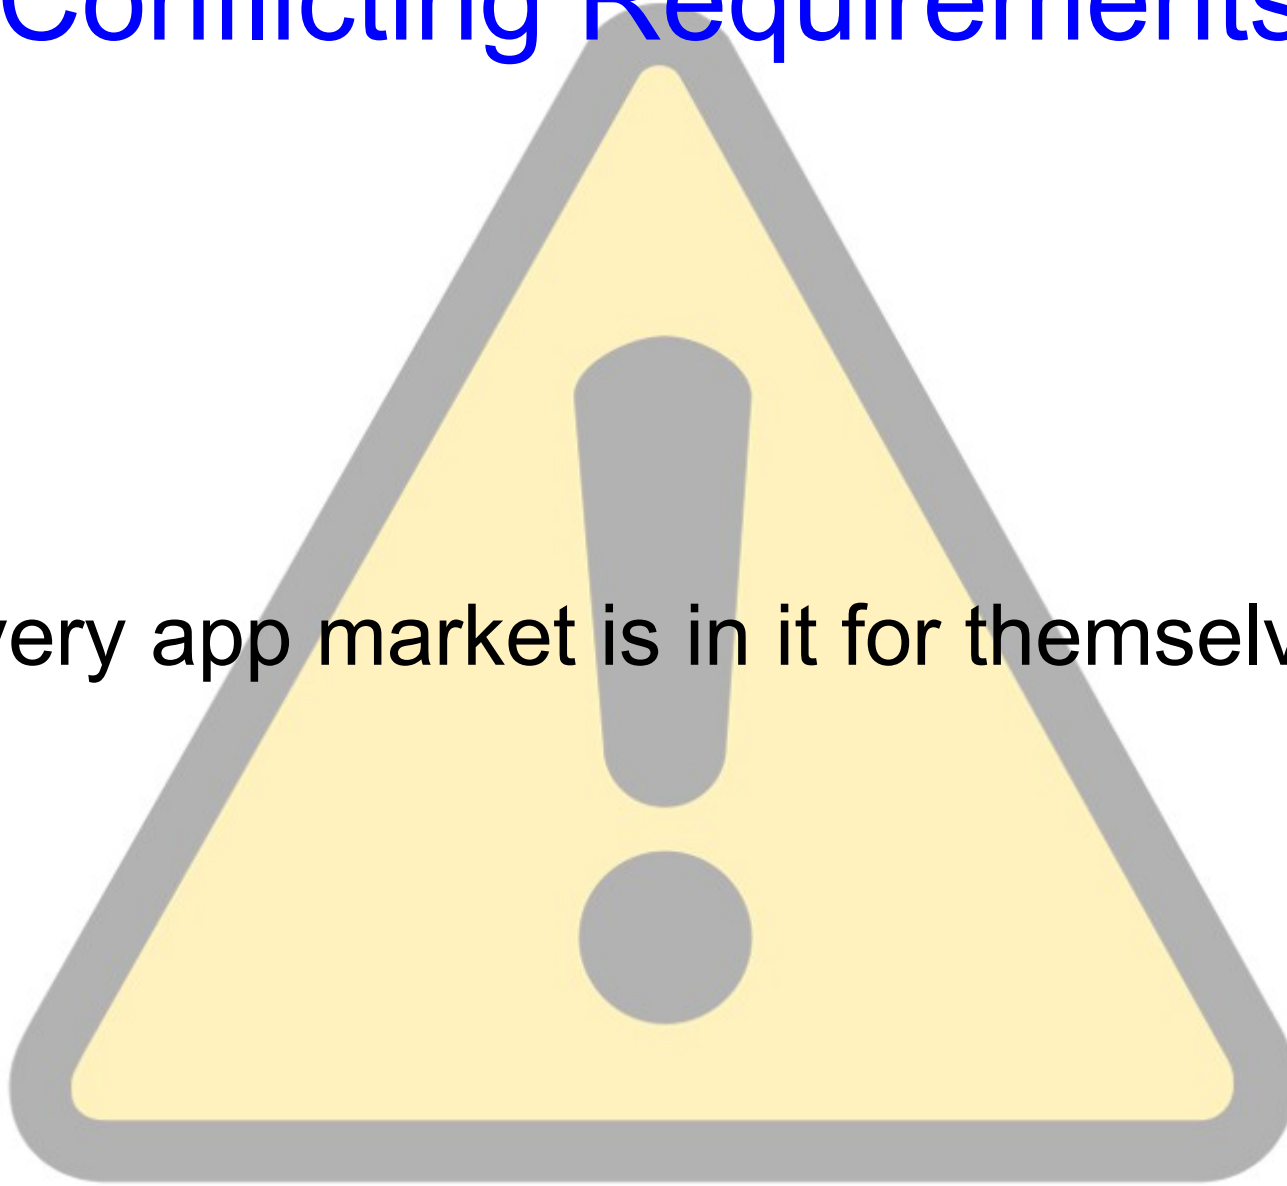 Conflicting Requirements
very app market is in it for themselv